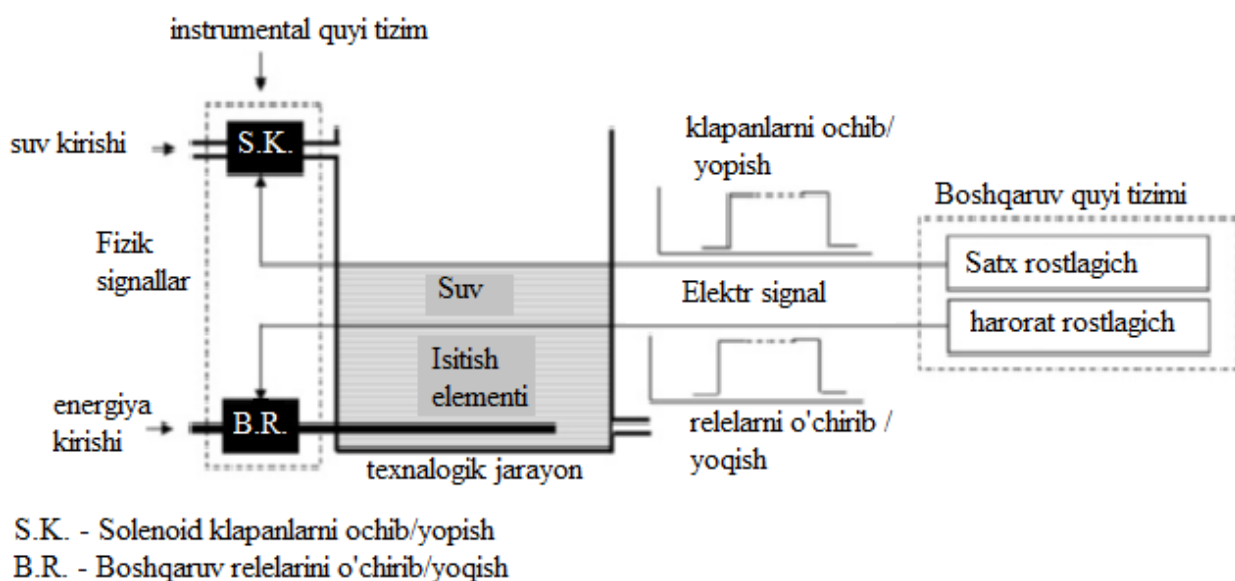 instrumental quyi tizim
suv kirishi
S.K.
klapanlarni ochib/
yopish
Boshqaruv quyi tizimi
Fizik
signallar
Suv
Elektr signal
Satx rostlagich
harorat rostlagich
Isitish
elementi
energiya
kirishi
B.R.
relelarni o'chirib /
yoqish
texnalogik jarayon
S.K. - Solenoid klapanlarni ochib/yopish
B.R. - Boshqaruv relelarini o'chirib/yoqish